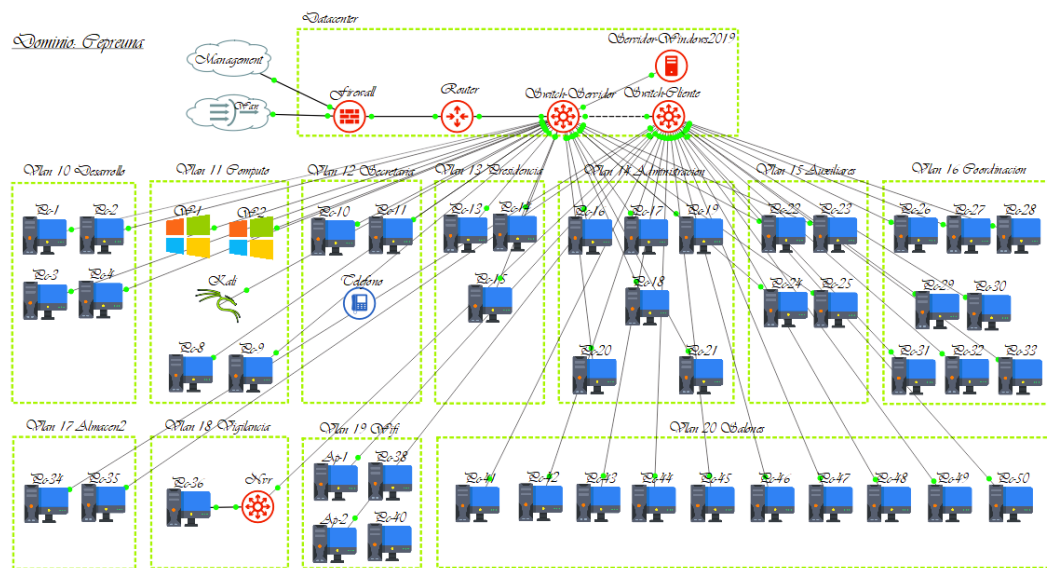 Datacenter
Dominio. Cepreuna
Servidor-Windows2019
Management
Firewall
Router
Switch-Servidor
Switch-Cliente
Wan
Vlan 10 Desarrollo
Vlan 11 Computo
Vlan 12 Secretaria
Vlan 13 Presidencia
Vlan 14 Administracion
Vlan 15 Auxiliares
Vlan 16 Coordinacion
Pc-1
Pc-2
W-1
W-2
Pc-10
Pc-11
Pc-13
Pc-14
Pc-16
Pc-17
Pc-19
Pc-22
Pc-23
Pc-26
Pc-27
Pc-28
Pc-3
Pc-4
Kali
Telefono
Pc-15
Pc-18
Pc-24
Pc-25
Pc-29
Pc-30
Pc-8
Pc-9
Pc-20
Pc-21
Pc-31
Pc-32
Pc-33
Vlan 17 Almacen2
Vlan 18 Vigilancia
Vlan 19 Wifi
Vlan 20 Salones
Pc-34
Pc-35
Pc-36
Nvr
Ap-1
Pc-38
Pc-41
Pc-42
Pc-43
Pc-44
Pc-45
Pc-46
Pc-47
Pc-48
Pc-49
Pc-50
Ap-2
Pc-40